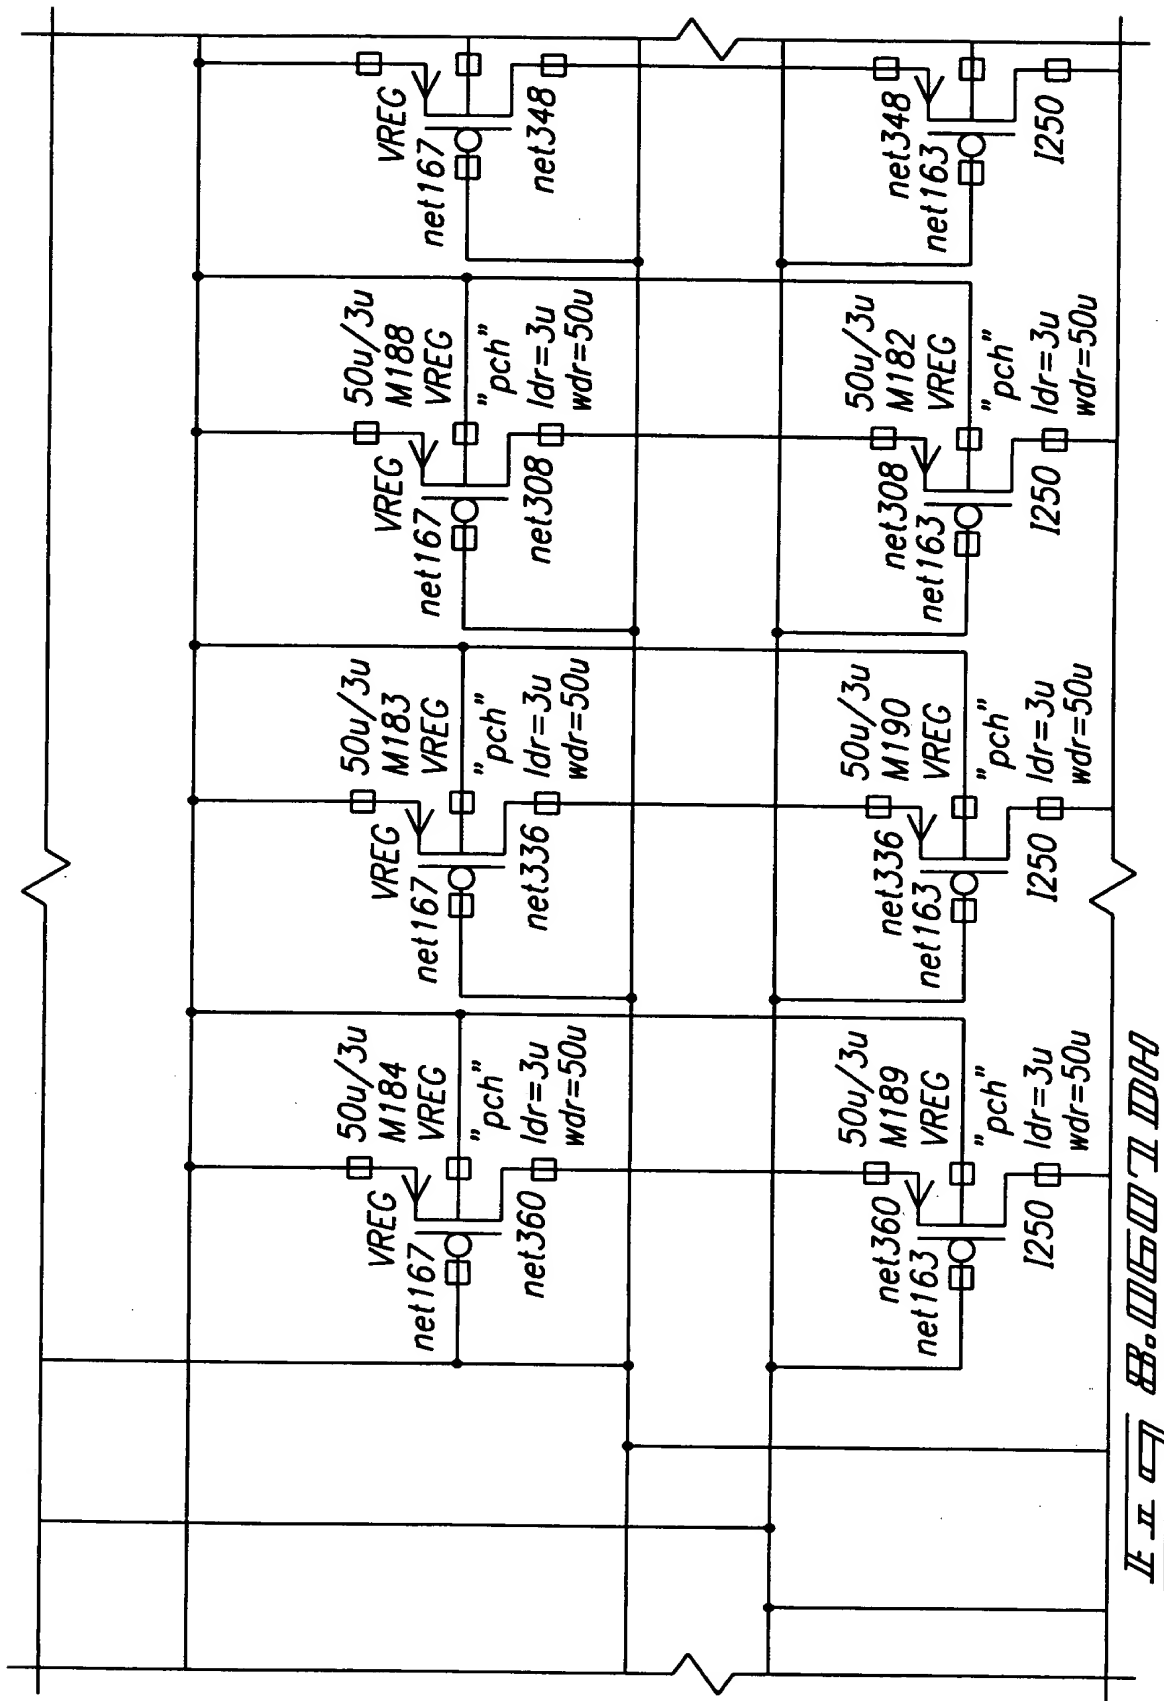 50u/3u
M184
VREG
VREG
net167
"pch"
ldr=3u
wdr=50u
net360
50u/3u
M183
VREG
VREG
net167
"pch"
ldr=3u
wdr=50u
net336
50u/3u
M188
VREG
VREG
net167
"pch"
ldr=3u
wdr=50u
net308
VREG
net167
net348
50u/3u
M189
VREG
net360
net163
"pch"
ldr=3u
wdr=50u
I250
50u/3u
M190
VREG
net336
net163
"pch"
ldr=3u
wdr=50u
I250
50u/3u
M182
VREG
net308
net163
"pch"
ldr=3u
wdr=50u
I250
net348
net163
I250
Fig